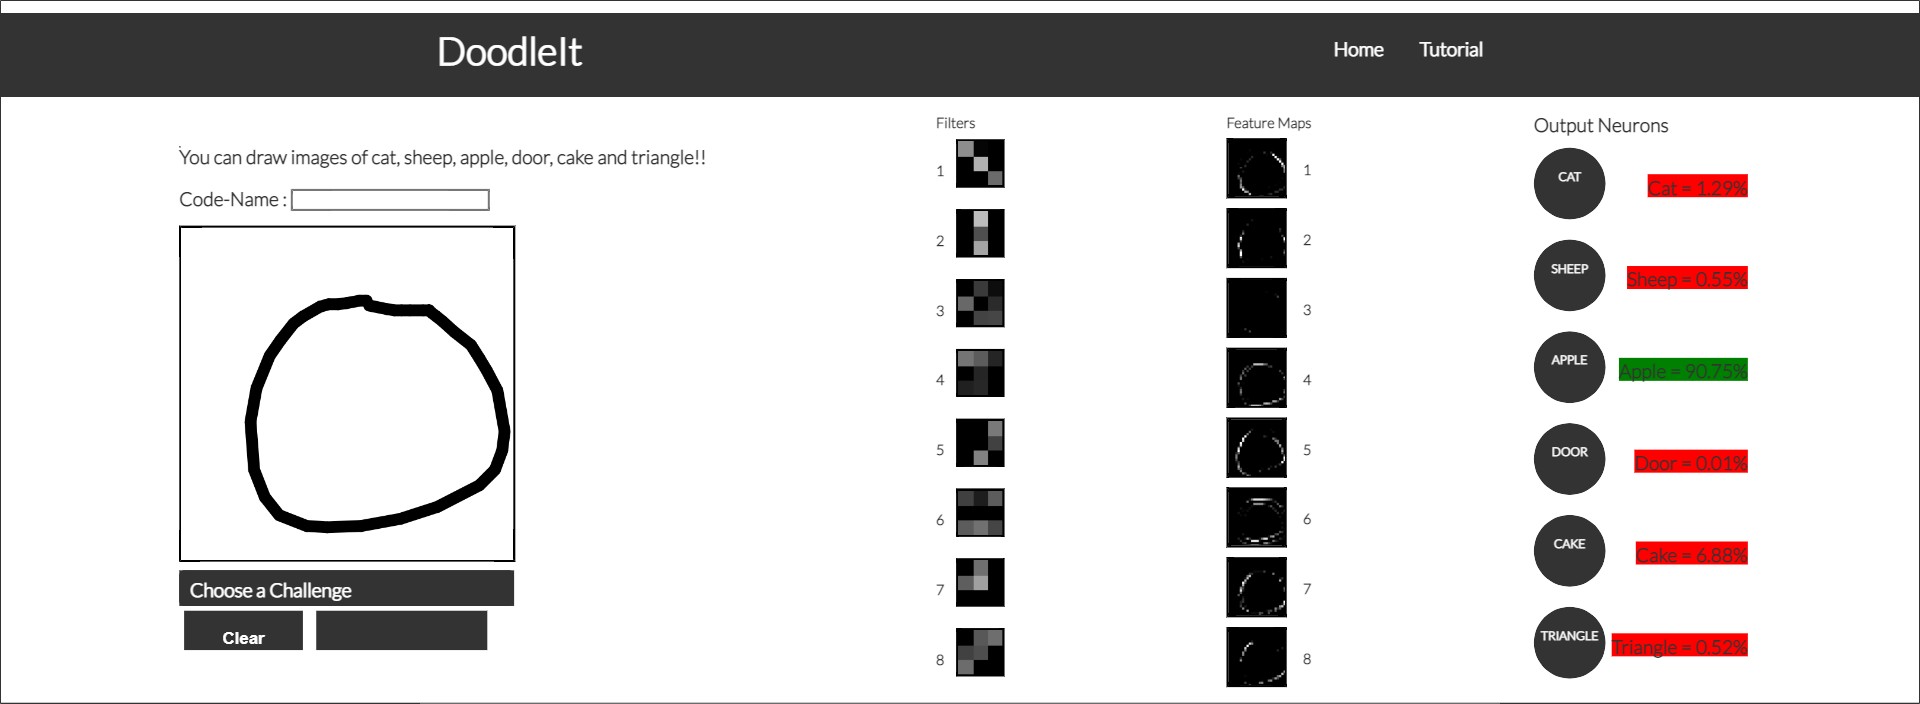 DoodleIt
Home
Tutorial
You can draw images of cat, sheep, apple, door, cake and triangle!!
Code-Name :
Choose a Challenge
Clear
Filters
1
2
3
4
5
6
7
8
Feature Maps
1
2
3
4
5
6
7
8
Output Neurons
CAT
Cat = 1.29%
SHEEP
Sheep = 0.55%
APPLE
Apple = 90.75%
DOOR
Door = 0.01%
CAKE
Cake = 6.88%
TRIANGLE
Triangle = 0.52%